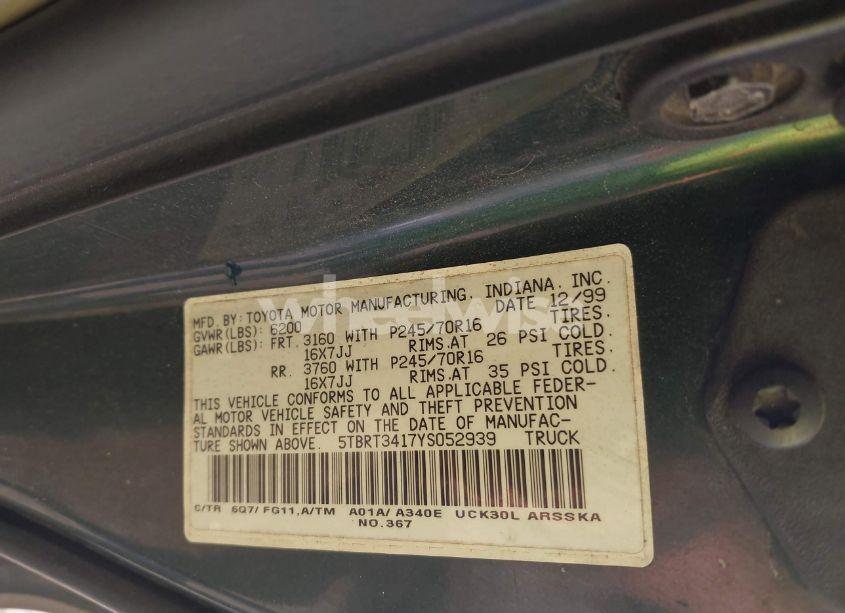 MFD. BY: TOYOTA MOTOR MANUFACTURING, INDIANA, INC.
GVWR(LBS): 6200 DATE 12/99
GAWR(LBS): FRT. 3160 WITH P245/70R16 TIRES.
16X7JJ RIMS.AT 26 PSI COLD.
RR. 3760 WITH P245/70R16 TIRES.
16X7JJ RIMS.AT 35 PSI COLD.
THIS VEHICLE CONFORMS TO ALL APPLICABLE FEDER-
AL MOTOR VEHICLE SAFETY AND THEFT PREVENTION
STANDARDS IN EFFECT ON THE DATE OF MANUFAC-
TURE SHOWN ABOVE. 5TBRT3417YS052939 TRUCK
C/TR 6Q7/ FG11,A/TM A01A/ A340E UCK30L ARSSKA
NO.367
wheelwise